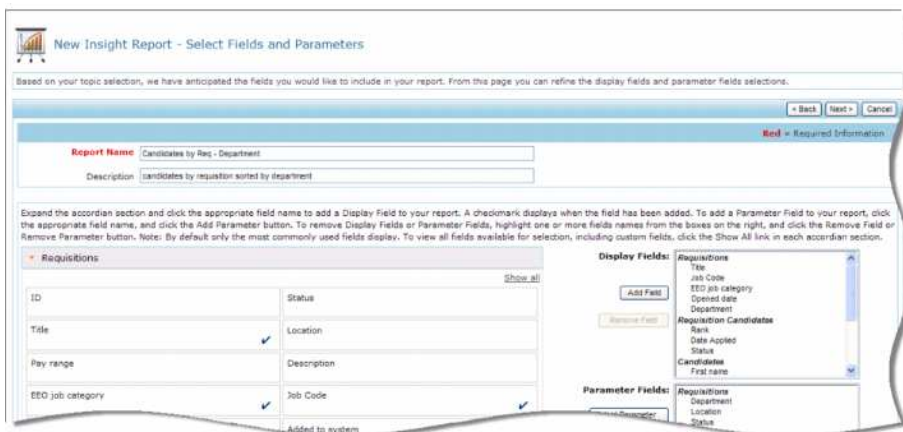 New Insight Report - Select Fields and Parameters
Based on your topic selection, we have anticipated the fields you would like to include in your report. From this page you can refine the display fields and parameter fields selections.
« Back Next » Cancel
Red = Required Information
Report Name Candidates by Req - Department
Description candidates by requisition sorted by department
Expand the accordian section and click the appropriate field name to add a Display Field to your report. A checkmark displays when the field has been added. To add a Parameter Field to your report, click
the appropriate field name, and click the Add Parameter button. To remove Display Fields or Parameter Fields, highlight one or more fields names from the boxes on the right, and click the Remove Field or
Remove Parameter button. Note: By default only the most commonly used fields display. To view all fields available for selection, including custom fields, click the Show All link in each accordian section.
Requisitions
Show all
ID Status
Title Location
Pay range Description
EEO job category Job Code
Added to system
Display Fields:
Add Field
Remove Field
Requisitions
Title
Job Code
EEO job category
Opened date
Department
Requisition Candidates
Rank
Date Applied
Status
Candidates
First name
Parameter Fields:
Parameter
Requisitions
Department
Location
Status